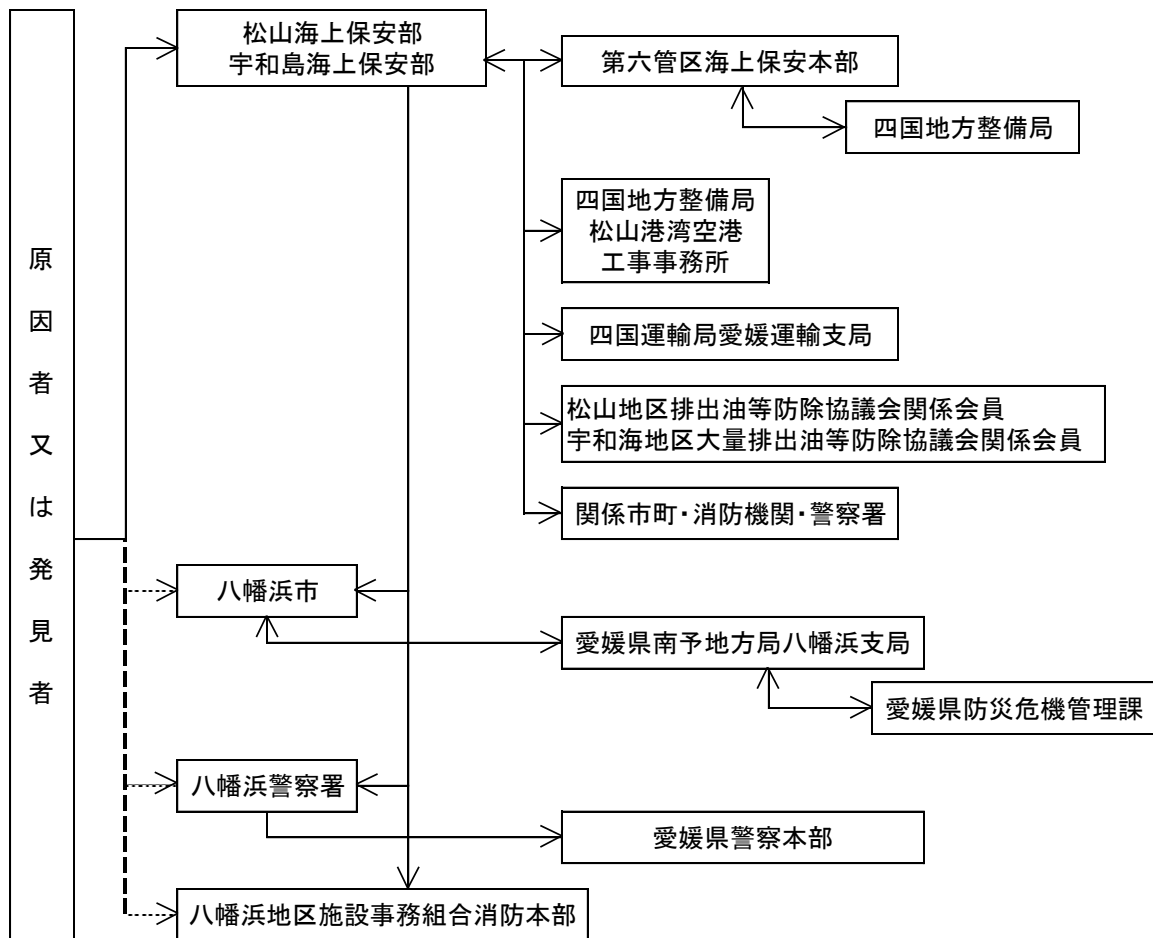 原因者又は発見者
松山海上保安部
宇和島海上保安部
第六管区海上保安本部
四国地方整備局
四国地方整備局
松山港湾空港
工事事務所
四国運輸局愛媛運輸支局
松山地区排出油等防除協議会関係会員
宇和海地区大量排出油等防除協議会関係会員
関係市町・消防機関・警察署
八幡浜市
愛媛県南予地方局八幡浜支局
愛媛県防災危機管理課
八幡浜警察署
愛媛県警察本部
八幡浜地区施設事務組合消防本部